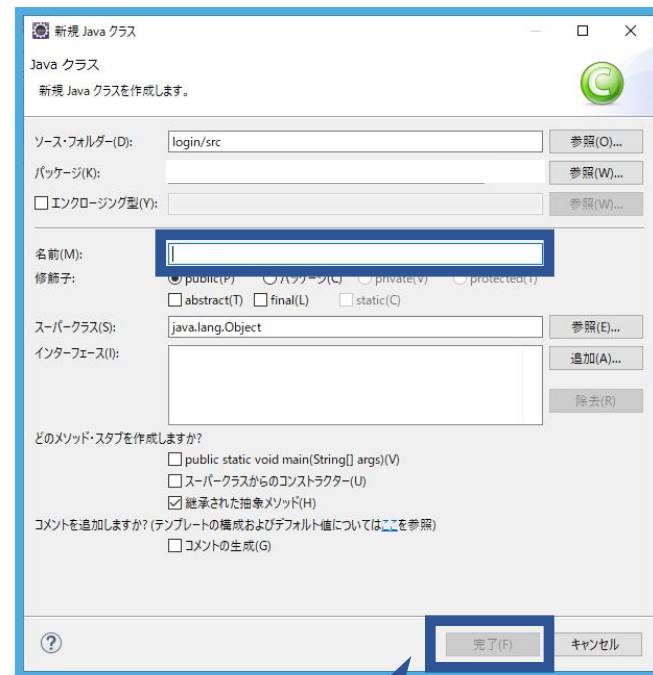 新規 Java クラス
Java クラス
新規 Java クラスを作成します。
ソース・フォルダー(D): login/src 参照(O)...
パッケージ(K): 参照(W)...
エンクロージング型(Y): 参照(W)...
名前(M):
修飾子: public(P) パッケージ(C) private(V) protected(T)
abstract(T) final(L) static(C)
スーパークラス(S): java.lang.Object 参照(E)...
インターフェース(I): 追加(A)...
除去(R)
どのメソッド・スタブを作成しますか?
public static void main(String[] args)(V)
スーパークラスからのコンストラクター(U)
継承された抽象メソッド(H)
コメントを追加しますか? (テンプレートの構成およびデフォルト値についてはここを参照)
コメントの生成(G)
完了(F) キャンセル